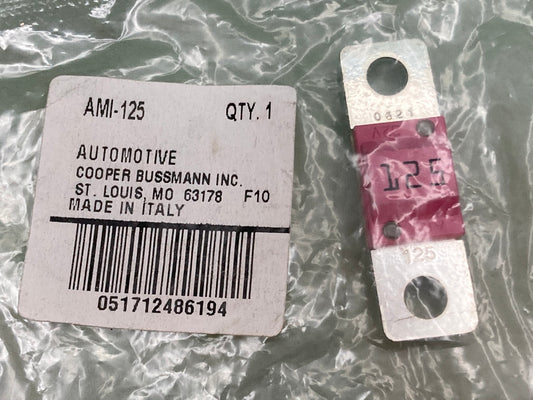 AMI-125 QTY. 1
AUTOMOTIVE
COOPER BUSSMANN INC.
ST. LOUIS, MO 63178 F10
MADE IN ITALY
051712486194
125
125